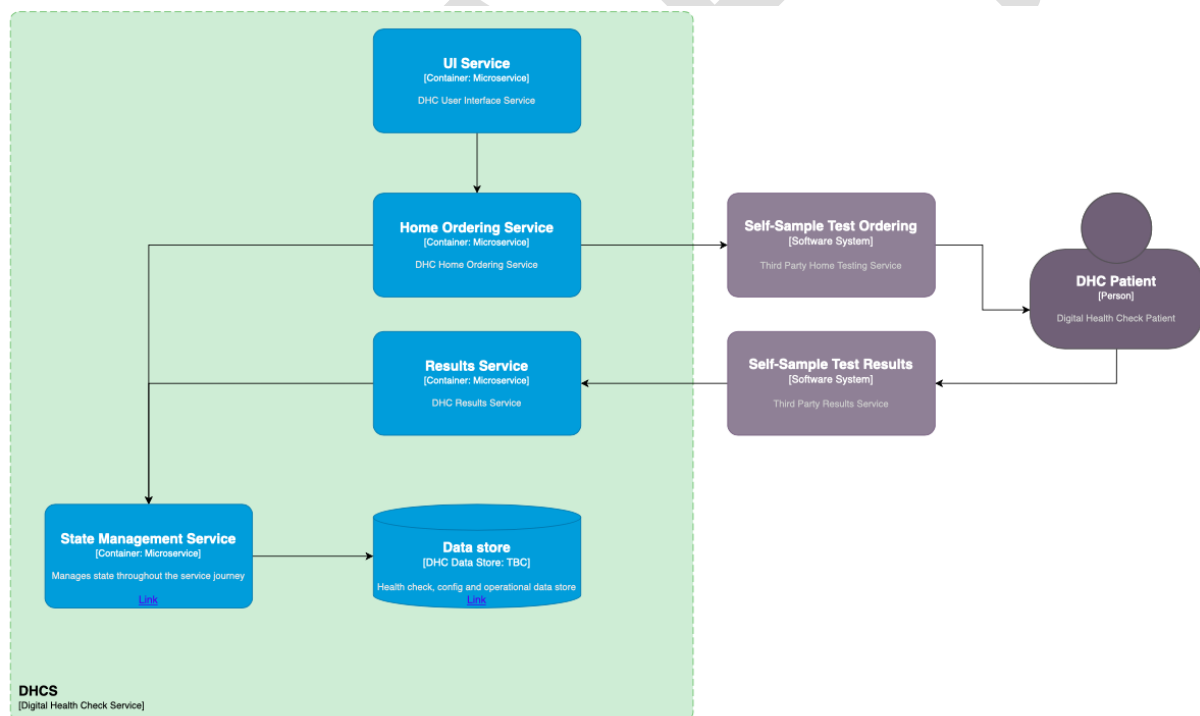 UI Service
[Container: Microservice]
DHC User Interface Service
Home Ordering Service
[Container: Microservice]
DHC Home Ordering Service
Self-Sample Test Ordering
[Software System]
Third Party Home Testing Service
DHC Patient
[Person]
Digital Health Check Patient
Results Service
[Container: Microservice]
DHC Results Service
Self-Sample Test Results
[Software System]
Third Party Results Service
State Management Service
[Container: Microservice]
Manages state throughout the service journey
Link
Data store
[DHC Data Store: TBC]
Health check, config and operational data store
Link
DHCS
[Digital Health Check Service]